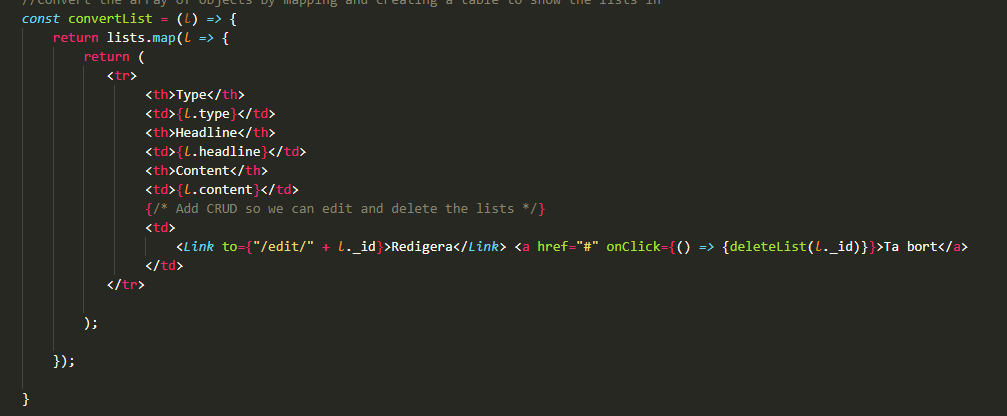 //Convert the array of objects by mapping and creating a table to show the lists in
const convertList = (l) => {
return lists.map(l => {
return (
<tr>
<th>Type</th>
<td>{l.type}</td>
<th>Headline</th>
<td>{l.headline}</td>
<th>Content</th>
<td>{l.content}</td>
{/* Add CRUD so we can edit and delete the lists */}
<td>
<Link to={"/edit/" + l._id}>Redigera</Link> <a href="#" onClick={() => {deleteList(l._id)}}>Ta bort</a>
</td>
</tr>
);
});
}